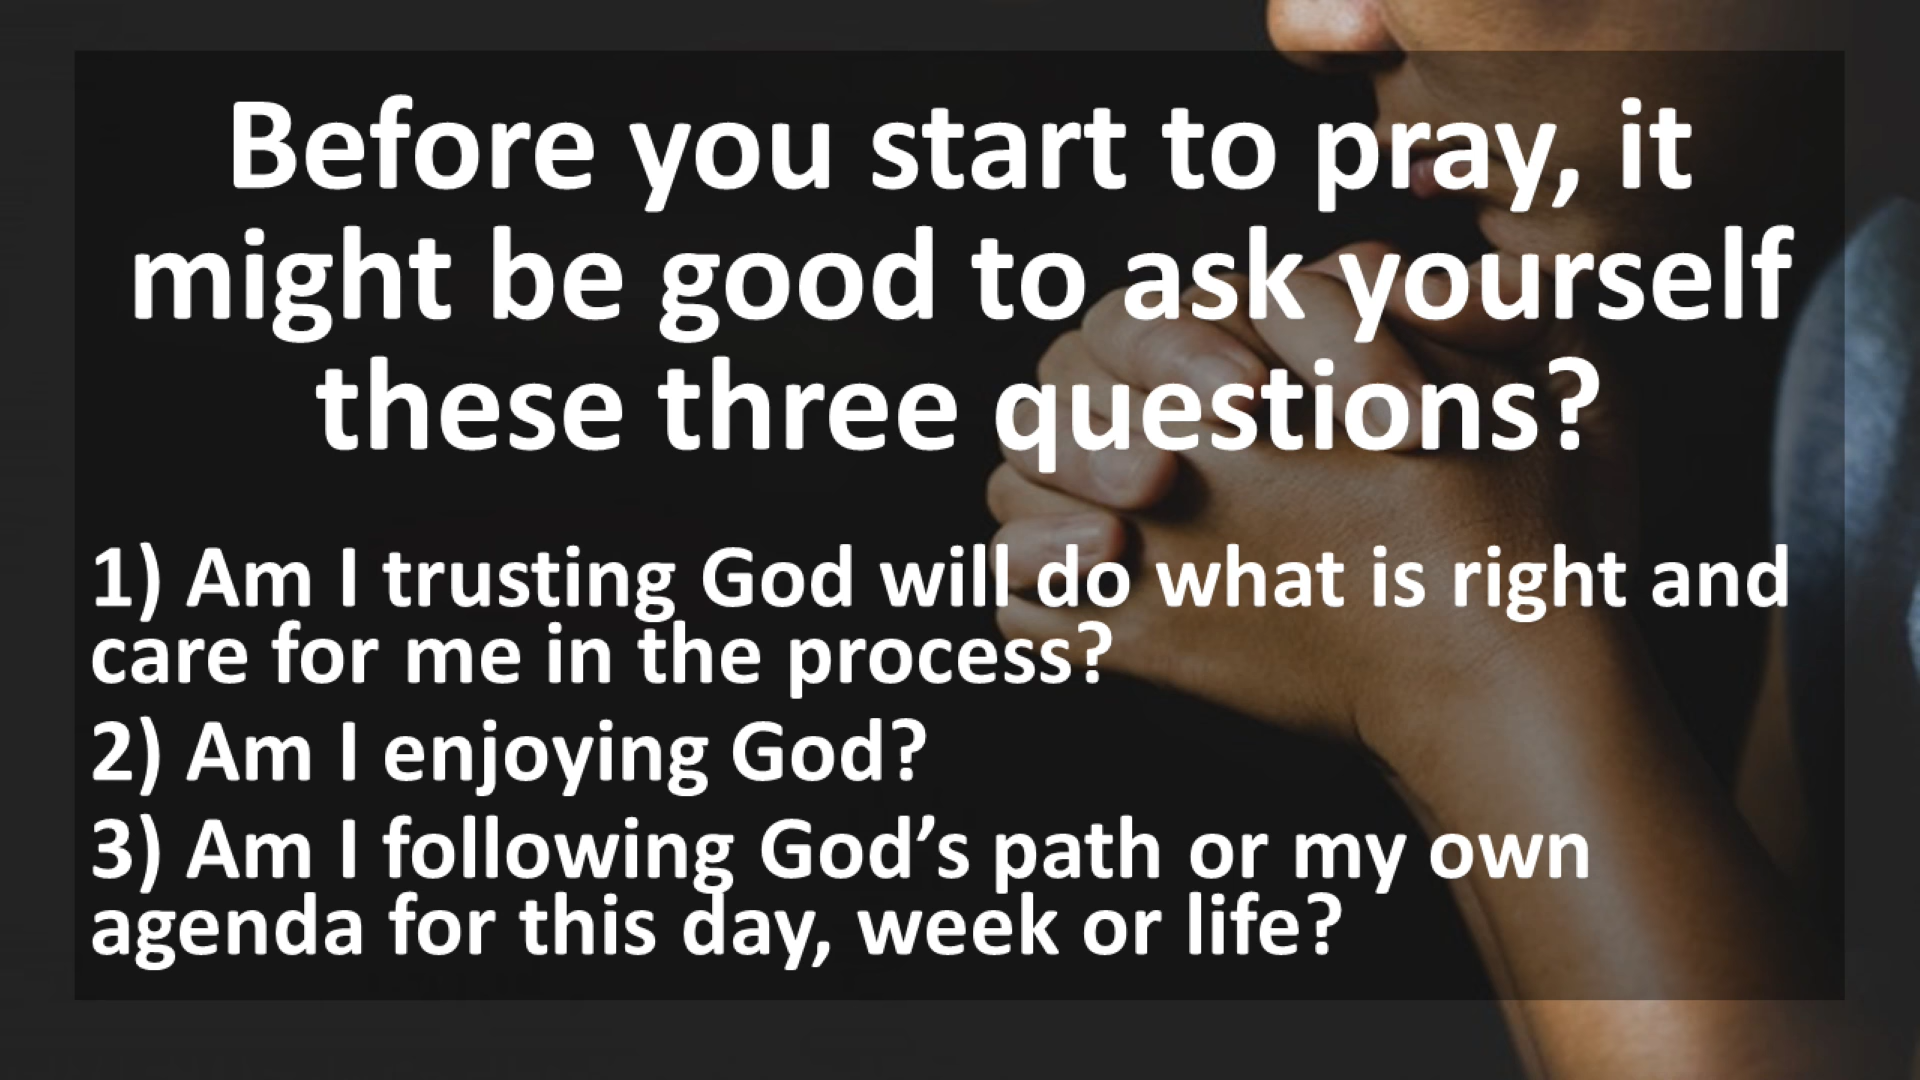 Before you start to pray, it
might be good to ask yourself
these three questions?
1) Am I trusting God will do what is right and
care for me in the process?
2) Am I enjoying God?
3) Am I following God’s path or my own
agenda for this day, week or life?